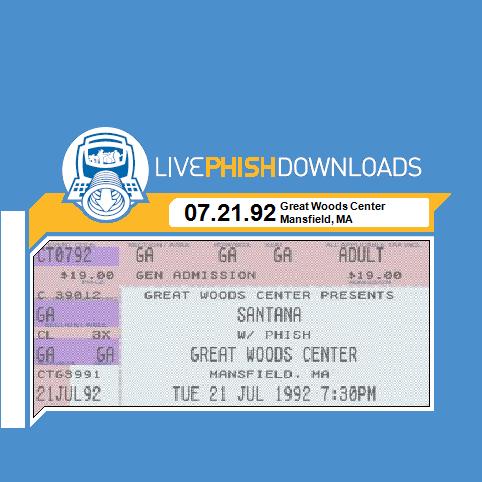 LIVEPHISHDOWNLOADS
07.21.92 Great Woods Center
Mansfield, MA
CT0792 GA GA GA ADULT
$19.00 GEN ADMISSION $19.00
C 39012 GREAT WOODS CENTER PRESENTS
GA SANTANA
CL 8X W/ PHISH
GA GA GREAT WOODS CENTER
CTG8991 MANSFIELD, MA
21JUL92 TUE 21 JUL 1992 7:30PM